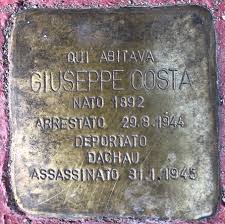 QUI ABITAVA
GIUSEPPE COSTA
NATO 1892
ARRESTATO 29.8.1944
DEPORTATO
DACHAU
ASSASSINATO 31.1.1945